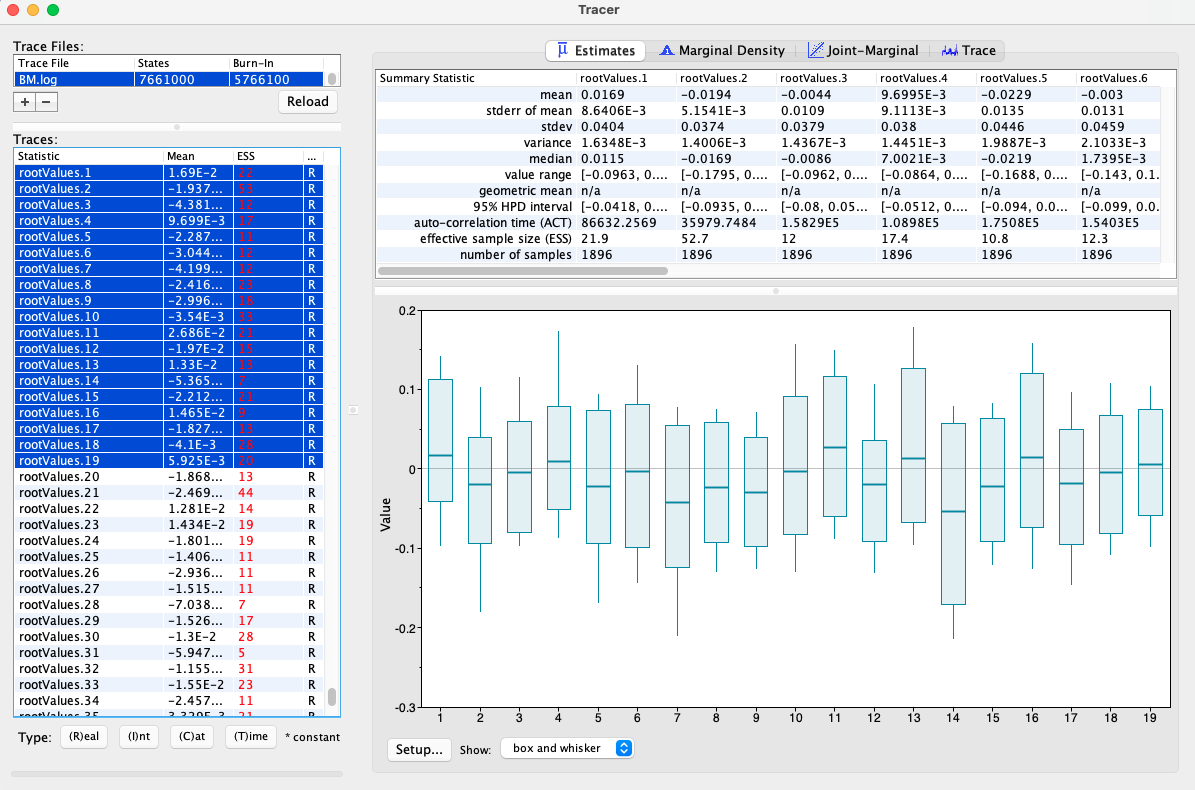 Tracer
Trace Files:
Trace File States Burn-In
BM.log 7661000 5766100
+ −
Reload
Traces:
Statistic Mean ESS ...
rootValues.1 1.69E-2 22 R
rootValues.2 -1.937... 53 R
rootValues.3 -4.381... 12 R
rootValues.4 9.699E-3 17 R
rootValues.5 -2.287... 11 R
rootValues.6 -3.044... 12 R
rootValues.7 -4.199... 12 R
rootValues.8 -2.416... 23 R
rootValues.9 -2.996... 18 R
rootValues.10 -3.54E-3 33 R
rootValues.11 2.686E-2 21 R
rootValues.12 -1.97E-2 15 R
rootValues.13 1.33E-2 13 R
rootValues.14 -5.365... 7 R
rootValues.15 -2.212... 21 R
rootValues.16 1.465E-2 9 R
rootValues.17 -1.827... 13 R
rootValues.18 -4.1E-3 28 R
rootValues.19 5.925E-3 20 R
rootValues.20 -1.868... 13 R
rootValues.21 -2.469... 44 R
rootValues.22 1.281E-2 14 R
rootValues.23 1.434E-2 19 R
rootValues.24 -1.801... 19 R
rootValues.25 -1.406... 11 R
rootValues.26 -2.936... 11 R
rootValues.27 -1.515... 11 R
rootValues.28 -7.038... 7 R
rootValues.29 -1.526... 17 R
rootValues.30 -1.3E-2 28 R
rootValues.31 -5.947... 5 R
rootValues.32 -1.155... 31 R
rootValues.33 -1.55E-2 23 R
rootValues.34 -2.457... 11 R
rootValues.35 3.329E-3 21 R
Type: (R)eal (I)nt (C)at (T)ime * constant
Estimates Marginal Density Joint-Marginal Trace
Summary Statistic rootValues.1 rootValues.2 rootValues.3 rootValues.4 rootValues.5 rootValues.6
mean 0.0169 -0.0194 -0.0044 9.6995E-3 -0.0229 -0.003
stderr of mean 8.6406E-3 5.1541E-3 0.0109 9.1113E-3 0.0135 0.0131
stdev 0.0404 0.0374 0.0379 0.038 0.0446 0.0459
variance 1.6348E-3 1.4006E-3 1.4367E-3 1.4451E-3 1.9887E-3 2.1033E-3
median 0.0115 -0.0169 -0.0086 7.0021E-3 -0.0219 1.7395E-3
value range [-0.0963, 0.... [-0.1795, 0.... [-0.0962, 0.... [-0.0864, 0.... [-0.1688, 0.... [-0.143, 0.1.
geometric mean n/a n/a n/a n/a n/a n/a
95% HPD interval [-0.0418, 0.... [-0.0935, 0.... [-0.08, 0.05... [-0.0512, 0.... [-0.094, 0.0... [-0.099, 0.0.
auto-correlation time (ACT) 86632.2569 35979.7484 1.5829E5 1.0898E5 1.7508E5 1.5403E5
effective sample size (ESS) 21.9 52.7 12 17.4 10.8 12.3
number of samples 1896 1896 1896 1896 1896 1896
0.2
0.1
0
-0.1
-0.2
-0.3
Value
1 2 3 4 5 6 7 8 9 10 11 12 13 14 15 16 17 18 19
Setup... Show: box and whisker